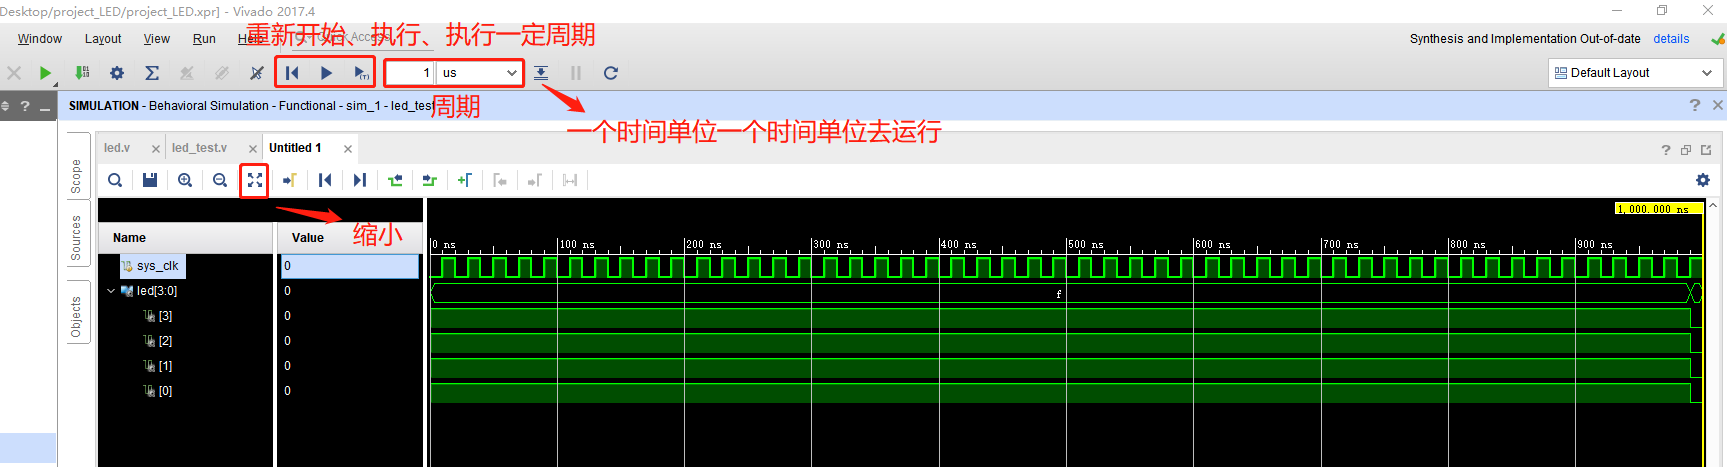 Desktop/project_LED/project_LED.xpr] - Vivado 2017.4
Window Layout View Run Help
重新开始、执行、执行一定周期
Quick Access
Synthesis and Implementation Out-of-date details
1 us
Default Layout
SIMULATION - Behavioral Simulation - Functional - sim_1 - led_test
周期
一个时间单位一个时间单位去运行
led.v led_test.v Untitled 1
缩小
Scope
Sources
Objects
1,000.000 ns
Name Value
0 ns 100 ns 200 ns 300 ns 400 ns 500 ns 600 ns 700 ns 800 ns 900 ns
sys_clk 0
led[3:0] 0 f
[3] 0
[2] 0
[1] 0
[0] 0